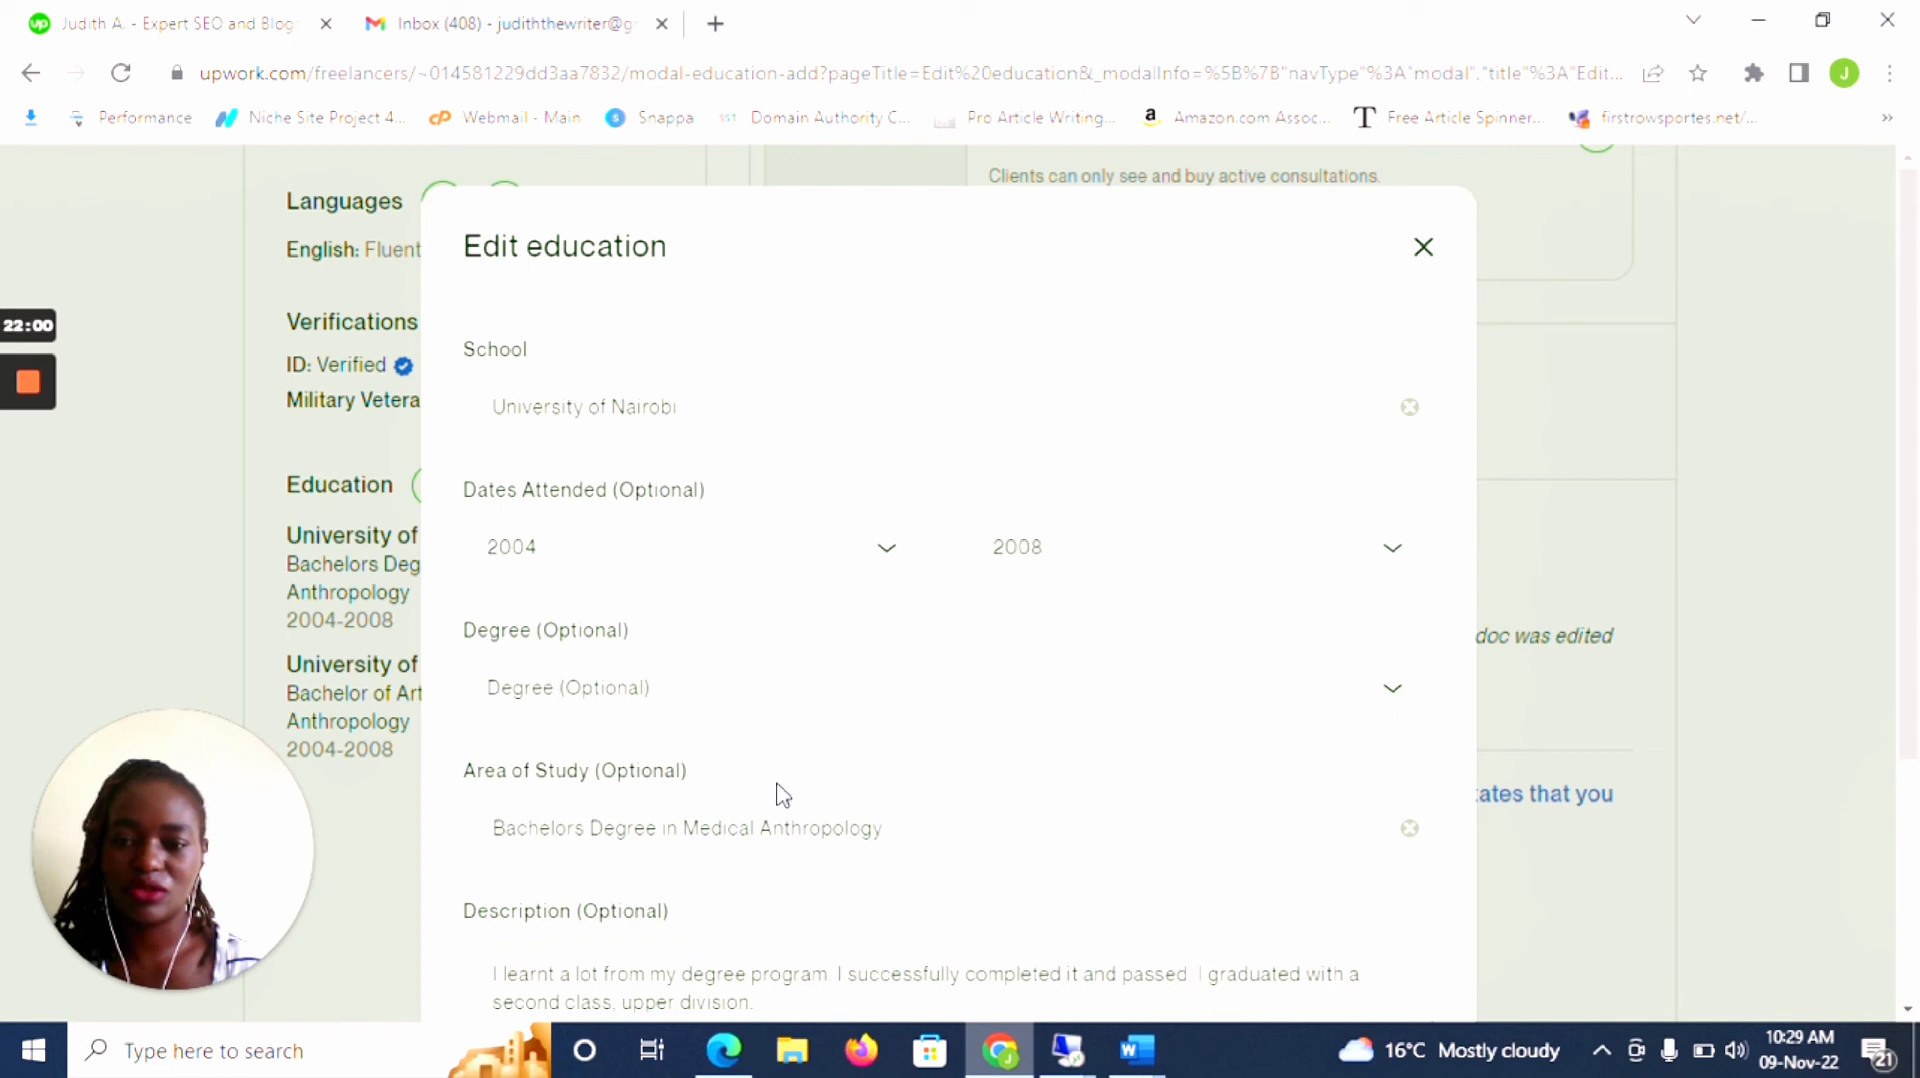 Judith A. - Expert SEO and Blog
Inbox (408) - judiththewriter@g
upwork.com/freelancers/~014581229dd3aa7832/modal-education-add?pageTitle=Edit%20education&_modalInfo=%5B%7B"navType"%3A"modal"."title"%3A"Edit...
J
Performance
Niche Site Project 4...
Webmail - Main
Snappa
Domain Authority C...
Pro Article Writing...
Amazon.com Assoc...
Free Article Spinner...
firstrowsportes.net/...
Clients can only see and buy active consultations.
Languages
English: Fluent
Verifications
ID: Verified
Military Vetera
Education
University of
Bachelors Deg
Anthropology
2004-2008
University of
Bachelor of Art
Anthropology
2004-2008
22:00
Edit education
School
University of Nairobi
Dates Attended (Optional)
2004
2008
Degree (Optional)
Degree (Optional)
Area of Study (Optional)
Bachelors Degree in Medical Anthropology
Description (Optional)
I learnt a lot from my degree program. I successfully completed it and passed. I graduated with a
second class, upper division.
doc was edited
ates that you
Type here to search
16°C Mostly cloudy
10:29 AM
09-Nov-22
21